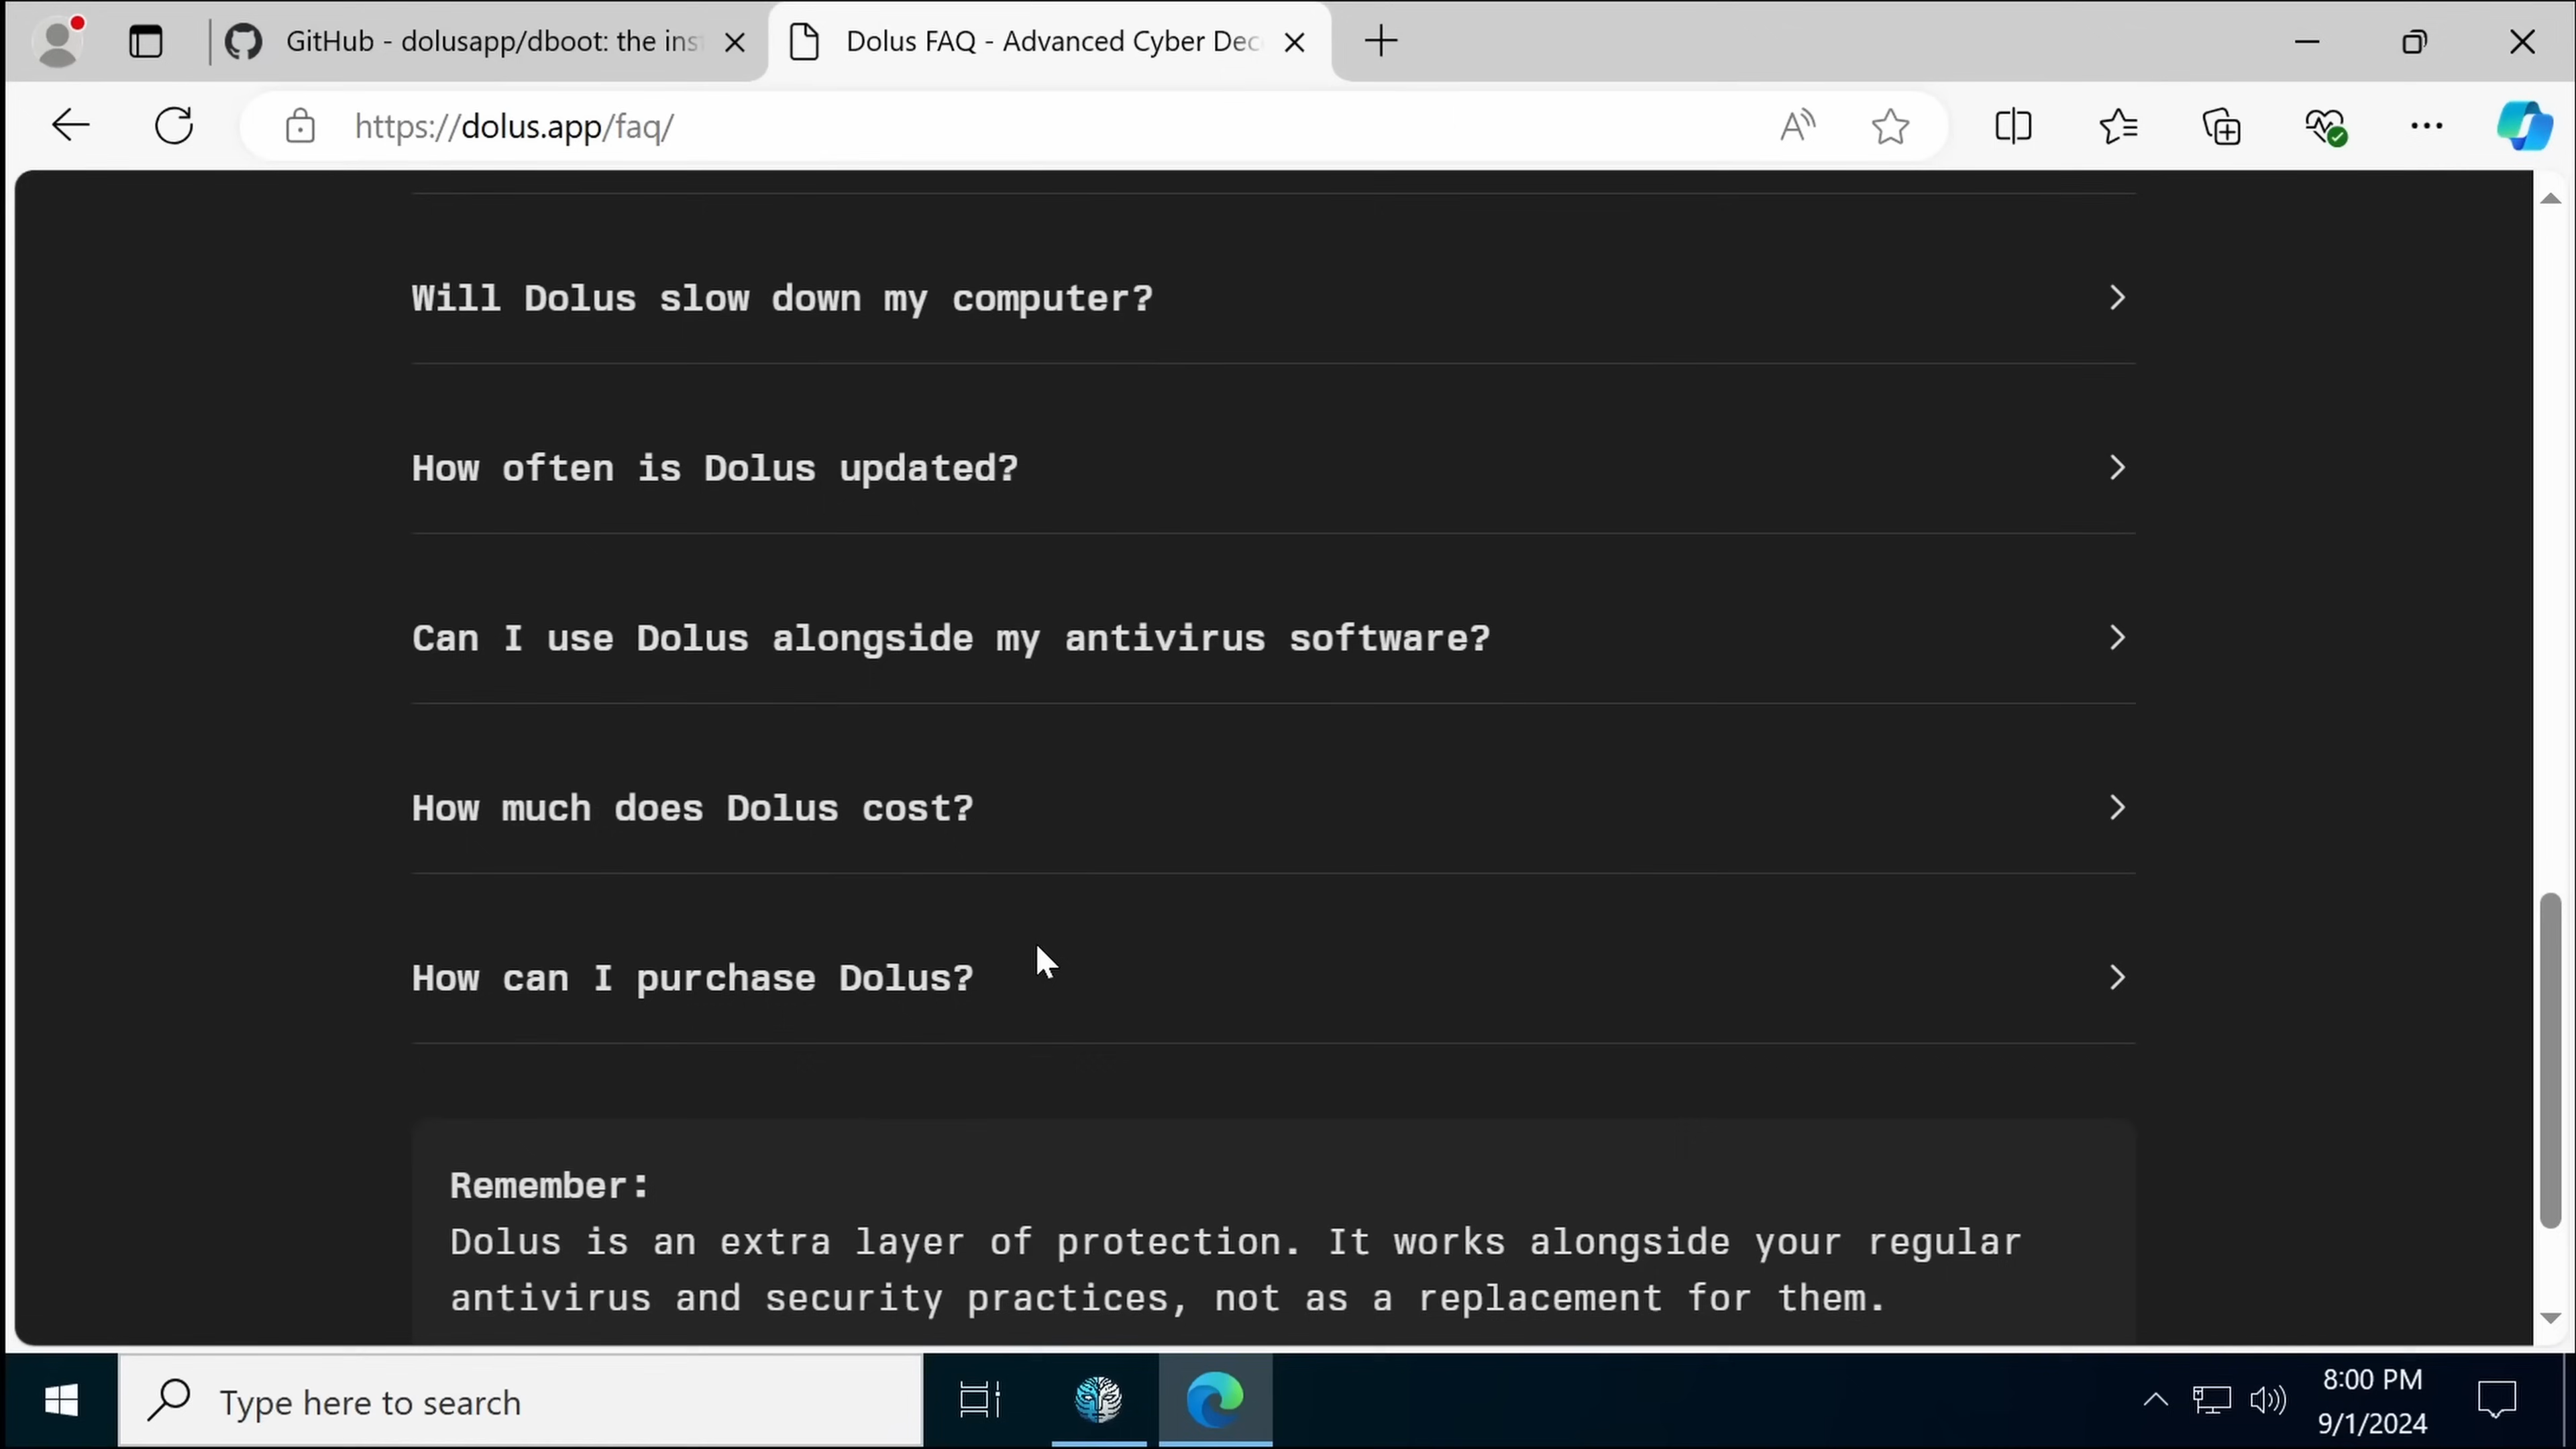 GitHub - dolusapp/dboot: the ins
Dolus FAQ - Advanced Cyber Dec
https://dolus.app/faq/
Will Dolus slow down my computer?
How often is Dolus updated?
Can I use Dolus alongside my antivirus software?
How much does Dolus cost?
How can I purchase Dolus?
Remember:
Dolus is an extra layer of protection. It works alongside your regular
antivirus and security practices, not as a replacement for them.
Type here to search
8:00 PM
9/1/2024